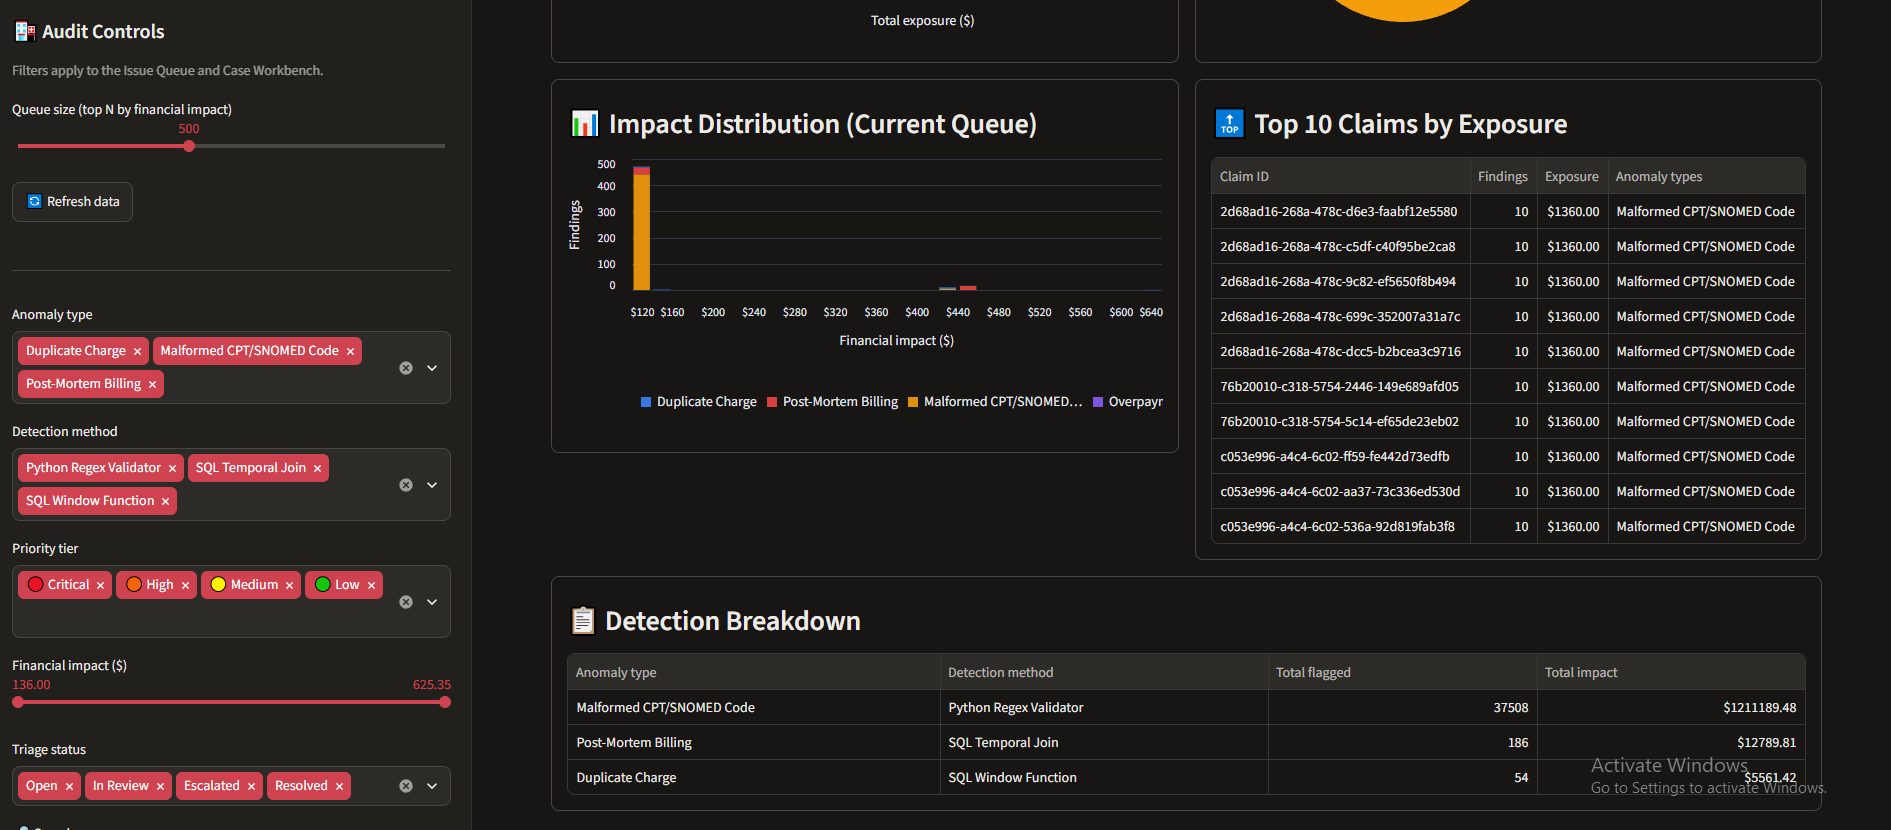 Audit Controls
Filters apply to the Issue Queue and Case Workbench.
Queue size (top N by financial impact)
500
Refresh data
Anomaly type
Duplicate Charge × Malformed CPT/SNOMED Code ×
Post-Mortem Billing ×
Detection method
Python Regex Validator × SQL Temporal Join ×
SQL Window Function ×
Priority tier
Critical × High × Medium × Low ×
Financial impact ($)
136.00 625.35
Triage status
Open × In Review × Escalated × Resolved ×
Total exposure ($)
Impact Distribution (Current Queue)
500
400
300
200
100
0
Findings
$120 $160 $200 $240 $280 $320 $360 $400 $440 $480 $520 $560 $600 $640
Financial impact ($)
Duplicate Charge Post-Mortem Billing Malformed CPT/SNOMED... Overpayr
TOP
Top 10 Claims by Exposure
Claim ID Findings Exposure Anomaly types
2d68ad16-268a-478c-d6e3-faabf12e5580 10 $1360.00 Malformed CPT/SNOMED Code
2d68ad16-268a-478c-c5df-c40f95be2ca8 10 $1360.00 Malformed CPT/SNOMED Code
2d68ad16-268a-478c-9c82-ef5650f8b494 10 $1360.00 Malformed CPT/SNOMED Code
2d68ad16-268a-478c-699c-352007a31a7c 10 $1360.00 Malformed CPT/SNOMED Code
2d68ad16-268a-478c-dcc5-b2bcea3c9716 10 $1360.00 Malformed CPT/SNOMED Code
76b20010-c318-5754-2446-149e689afd05 10 $1360.00 Malformed CPT/SNOMED Code
76b20010-c318-5754-5c14-ef65de23eb02 10 $1360.00 Malformed CPT/SNOMED Code
c053e996-a4c4-6c02-ff59-fe442d73edfb 10 $1360.00 Malformed CPT/SNOMED Code
c053e996-a4c4-6c02-aa37-73c336ed530d 10 $1360.00 Malformed CPT/SNOMED Code
c053e996-a4c4-6c02-536a-92d819fab3f8 10 $1360.00 Malformed CPT/SNOMED Code
Detection Breakdown
Anomaly type Detection method Total flagged Total impact
Malformed CPT/SNOMED Code Python Regex Validator 37508 $1211189.48
Post-Mortem Billing SQL Temporal Join 186 $12789.81
Duplicate Charge SQL Window Function 54 $5561.42
Activate Windows
Go to Settings to activate Windows.